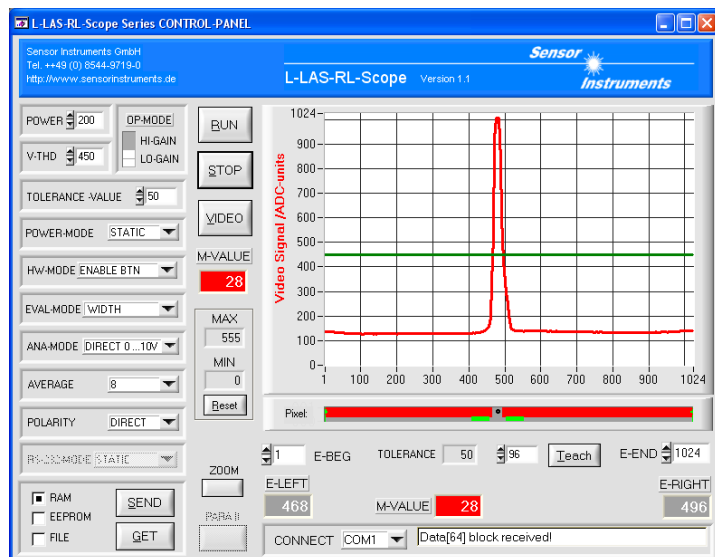 L-LAS-RL-Scope Series CONTROL-PANEL
Sensor Instruments GmbH
Tel. ++49 (0) 8544-9719-0
http://www.sensorinstruments.de
L-LAS-RL-Scope Version 1.1
Sensor
Instruments
POWER 200
OP-MODE
HI-GAIN
LO-GAIN
V-THD 450
TOLERANCE -VALUE 50
POWER-MODE STATIC
HW-MODE ENABLE BTN
EVAL-MODE WIDTH
ANA-MODE DIRECT 0...10V
AVERAGE 8
POLARITY DIRECT
RS-232-MODE STATIC
RAM
EEPROM
FILE
SEND
GET
RUN
STOP
VIDEO
M-VALUE
28
MAX
555
MIN
0
Reset
ZOOM
PARA II
Video Signal /ADC-units
1024
900
800
700
600
500
400
300
200
100
0
1 100 200 300 400 500 600 700 800 900 1024
Pixel:
1 E-BEG TOLERANCE 50 96 Teach E-END 1024
E-LEFT
468
M-VALUE 28
E-RIGHT
496
CONNECT COM1 Data[64] block received!